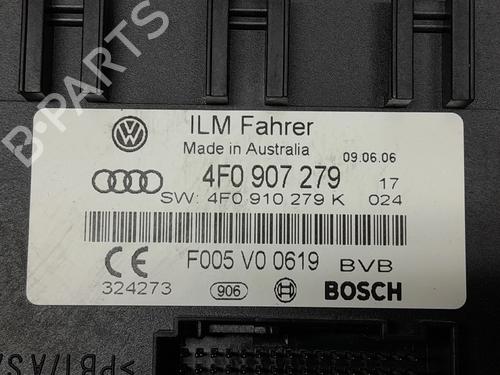 ILM Fahrer
Made in Australia
09.06.06
4F0 907 279 17
SW: 4F0 910 279 K 024
F005 V0 0619 BVB
324273 906 BOSCH
B-PARTS